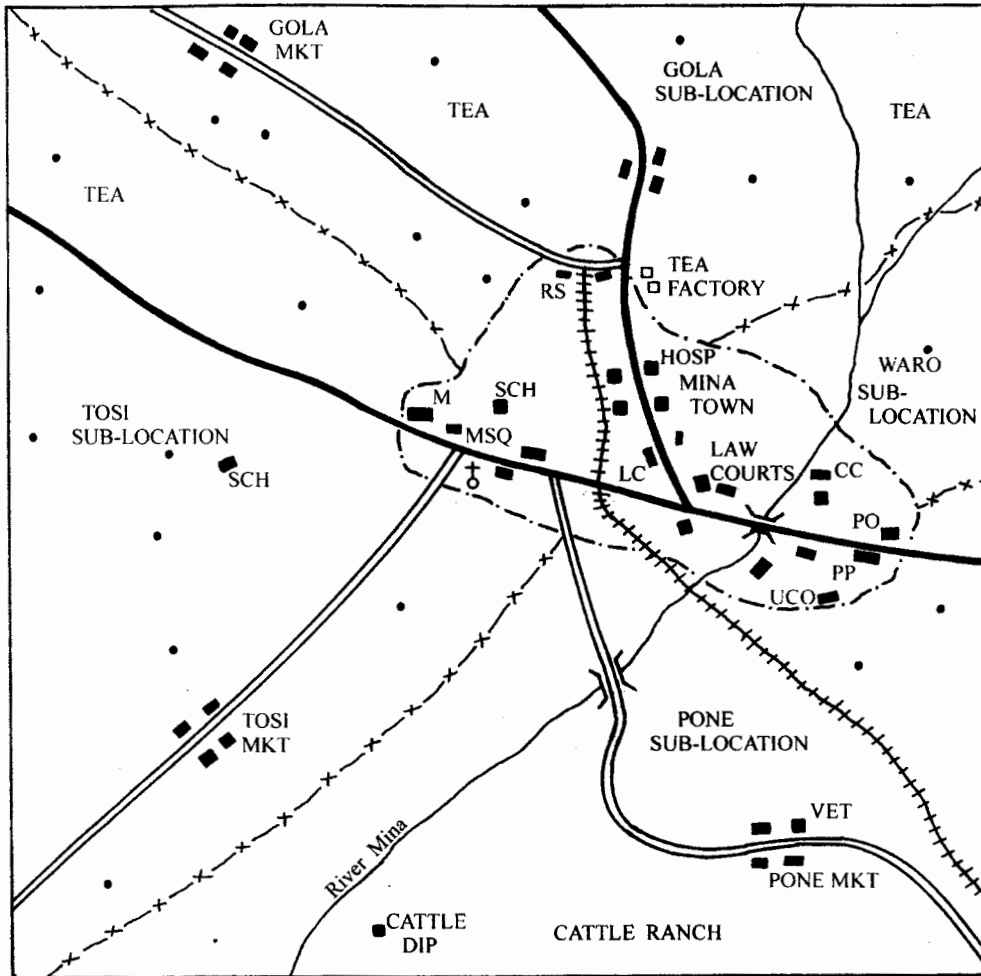 GOLA
MKT
GOLA
SUB-LOCATION
TEA
TEA
TEA
TEA
FACTORY
RS
HOSP
MINA
TOWN
WARO
SUB-
LOCATION
M
SCH
MSQ
TOSI
SUB-LOCATION
SCH
LC
LAW
COURTS
CC
PO
PP
UCO
TOSI
MKT
PONE
SUB-LOCATION
River Mina
VET
PONE MKT
CATTLE
DIP
CATTLE RANCH